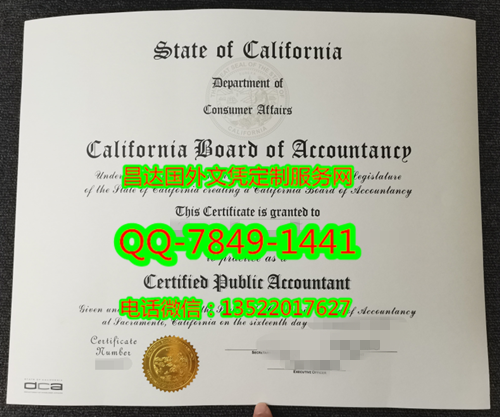 State of California
Department of
Consumer Affairs
California Board of Accountancy
Under Legislature
昌达国外文凭定制服务网
of the State of California creating a California Board of Accountancy
This Certificate is granted to
QQ-7849-1441
to practice as a
Certified Public Accountant
Given under of Accountancy
电话微信：13522017627
at Sacramento, California on the sixteenth day
Certificate
Number
dca